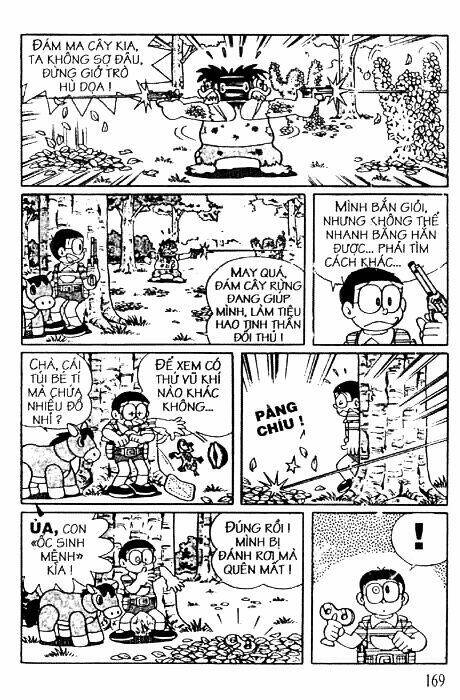 ĐÁM MA CÂY KIA,
TA KHÔNG SỢ ĐÂU,
ĐỪNG GIỞ TRÒ
HÙ DỌA !
MAY QUÁ,
ĐÁM CÂY RỪNG
ĐANG GIÚP
MÌNH, LÀM TIÊU
HAO TINH THẦN
ĐỐI THỦ !
MÌNH BẮN GIỎI,
NHƯNG KHÔNG THỂ
NHANH BẰNG HẮN
ĐƯỢC... PHẢI TÌM
CÁCH KHÁC...
CHÀ, CÁI
TÚI BÉ TÍ
MÀ CHỨA
NHIỀU ĐỒ
NHỈ ?
ĐỂ XEM CÓ
THỨ VŨ KHÍ
NÀO KHÁC
KHÔNG...
PÀNG
CHÍU !
ỦA, CON
«ỐC SINH
MỆNH»
KÌA !
ĐÚNG RỒI !
MÌNH BỊ
ĐÁNH RƠI MÀ
QUÊN MẤT !
!
169